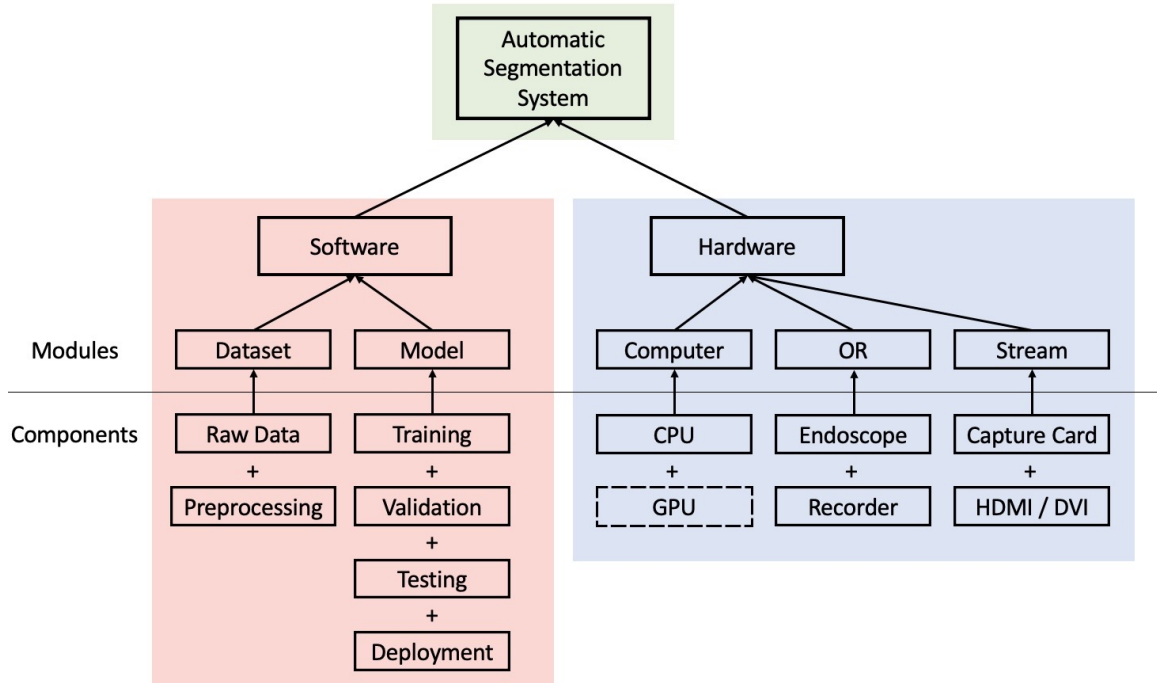 Automatic
Segmentation
System
Software
Hardware
Modules
Dataset
Model
Computer
OR
Stream
Components
Raw Data
Training
CPU
Endoscope
Capture Card
+
+
+
+
+
Preprocessing
Validation
GPU
Recorder
HDMI / DVI
+
Testing
+
Deployment